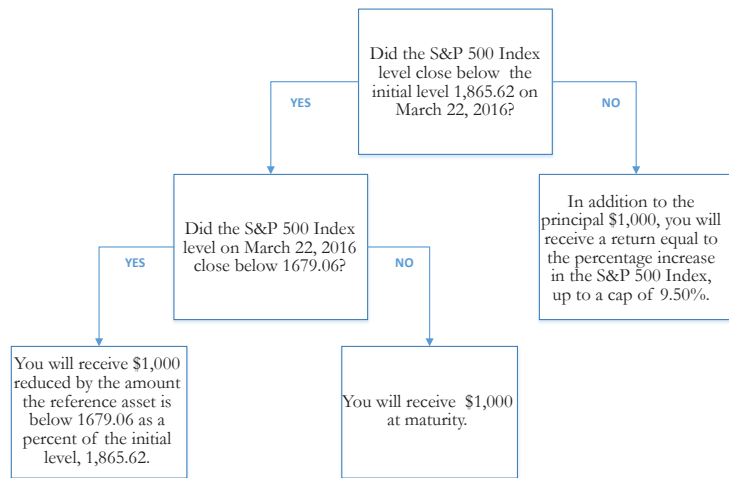 Did the S&P 500 Index
level close below the
initial level 1,865.62 on
March 22, 2016?
YES
NO
Did the S&P 500 Index
level on March 22, 2016
close below 1679.06?
In addition to the
principal $1,000, you will
receive a return equal to
the percentage increase
in the S&P 500 Index,
up to a cap of 9.50%.
YES
NO
You will receive $1,000
reduced by the amount
the reference asset is
below 1679.06 as a
percent of the initial
level, 1,865.62.
You will receive $1,000
at maturity.